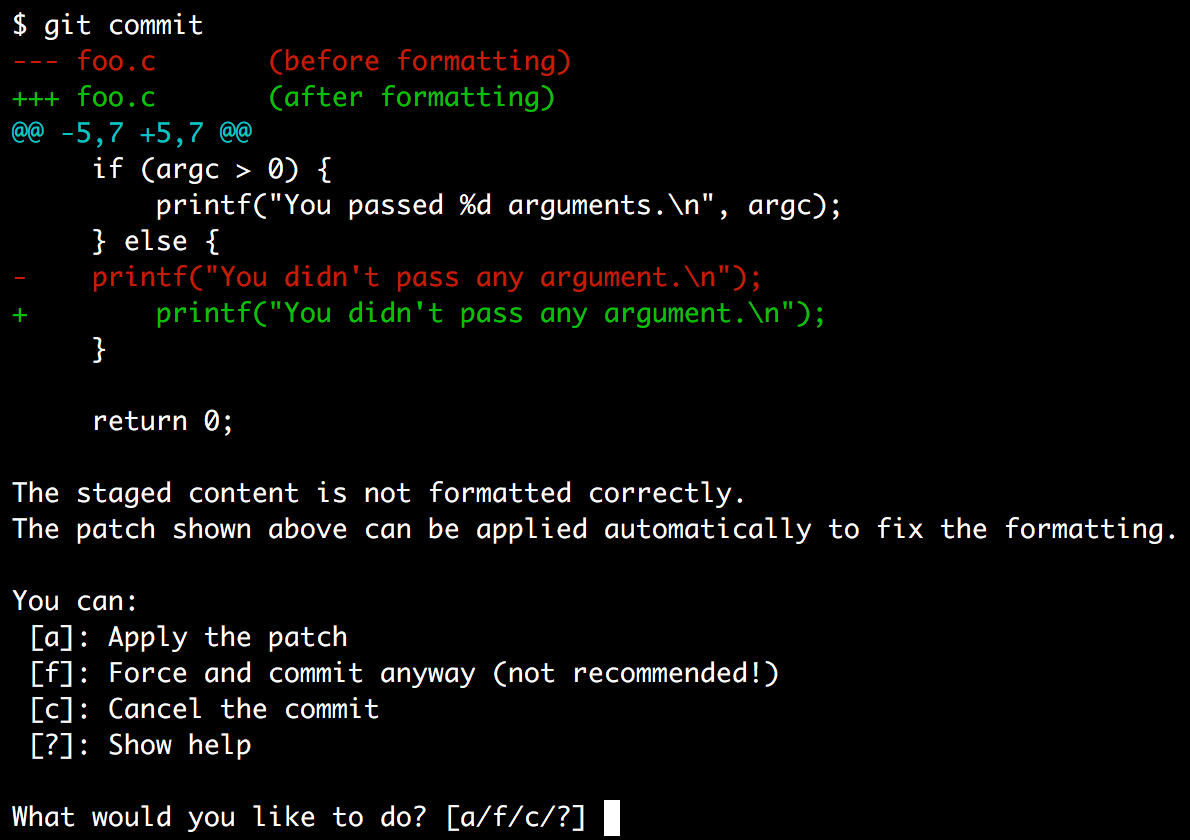 $ git commit
--- foo.c       (before formatting)
+++ foo.c       (after formatting)
@@ -5,7 +5,7 @@
     if (argc > 0) {
         printf("You passed %d arguments.\n", argc);
     } else {
-    printf("You didn't pass any argument.\n");
+        printf("You didn't pass any argument.\n");
     }

     return 0;

The staged content is not formatted correctly.
The patch shown above can be applied automatically to fix the formatting.

You can:
 [a]: Apply the patch
 [f]: Force and commit anyway (not recommended!)
 [c]: Cancel the commit
 [?]: Show help

What would you like to do? [a/f/c/?]